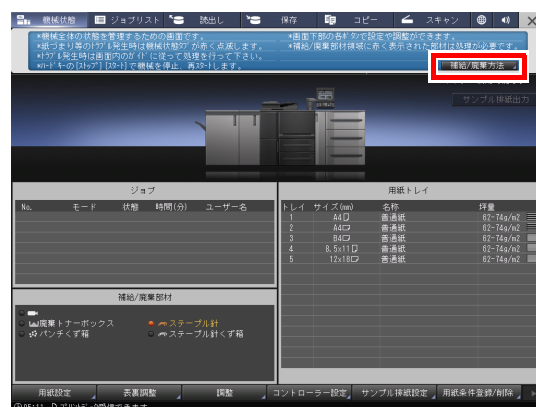 機械状態
ジョブリスト
読出し
保存
コピー
スキャン
*機械全体の状態を管理するための画面です。
*紙づまり等のﾄﾗﾌﾞﾙ発生時は機械状態ﾀﾌﾞが赤く点滅します。
*ﾄﾗﾌﾞﾙ発生時は画面内のｶﾞｲﾄﾞに従って処理を行って下さい。
*ﾊｰﾄﾞｷｰの[ｽﾄｯﾌﾟ][ｽﾀｰﾄ]で機械を停止、再ｽﾀｰﾄします。
*画面下部の各ﾎﾞﾀﾝで設定や調整ができます。
*補給/廃棄部材領域に赤く表示された部材は処理が必要です。
補給/廃棄方法
サンプル排紙出力
ジョブ
No. モード 状態 時間(分) ユーザー名
用紙トレイ
トレイ サイズ(mm) 名称 坪量
1 A4 普通紙 62-74g/m2
2 A4 普通紙 62-74g/m2
3 B4 普通紙 62-74g/m2
4 8.5x11 普通紙 62-74g/m2
5 12x18 普通紙 62-74g/m2
補給/廃棄部材
廃棄トナーボックス ステープル針
パンチくず箱 ステープル針くず箱
用紙設定 表裏調整 調整 コントローラー設定 サンプル排紙設定 用紙条件登録/削除